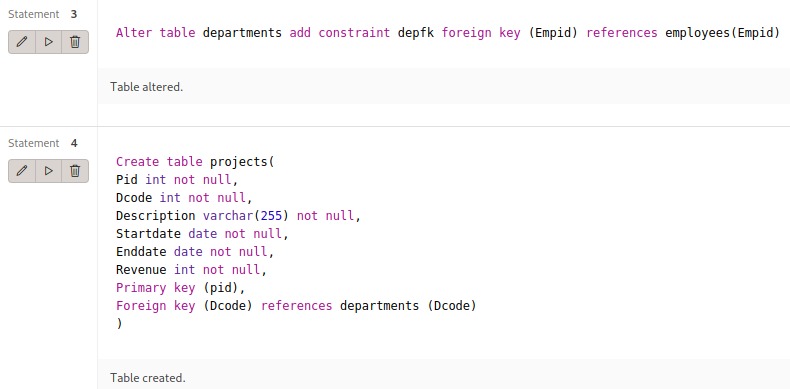 Statement 3
Alter table departments add constraint depfk foreign key (Empid) references employees(Empid)
Table altered.
Statement 4
Create table projects(
Pid int not null,
Dcode int not null,
Description varchar(255) not null,
Startdate date not null,
Enddate date not null,
Revenue int not null,
Primary key (pid),
Foreign key (Dcode) references departments (Dcode)
)
Table created.